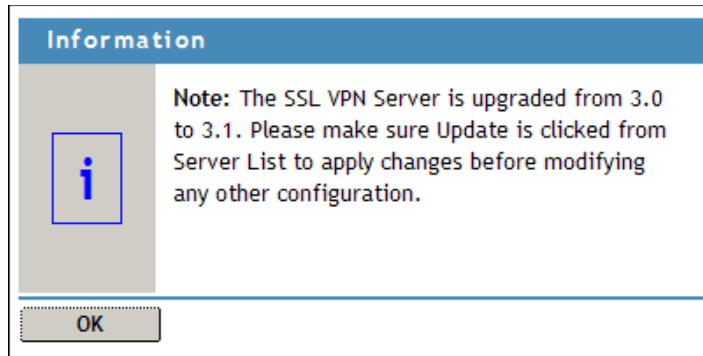 Information
Note: The SSL VPN Server is upgraded from 3.0
to 3.1. Please make sure Update is clicked from
Server List to apply changes before modifying
any other configuration.
i
OK